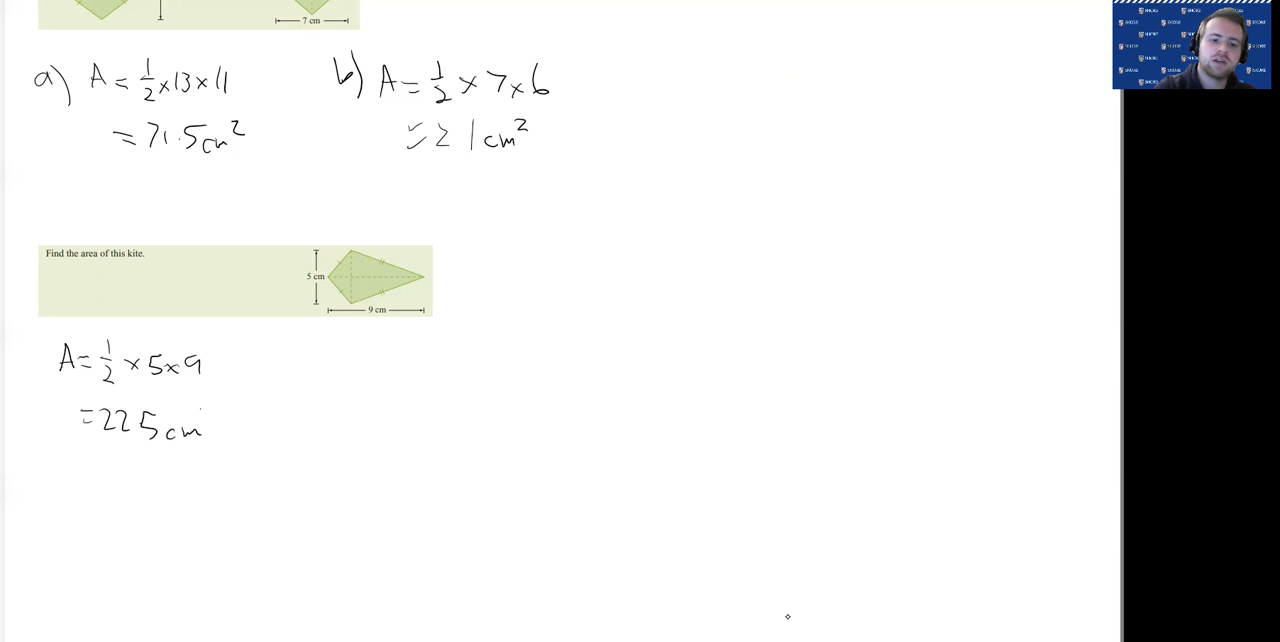 7 cm
a) A = 1/2 × 13 × 11
= 71.5 cm²
b) A = 1/2 × 7 × 6
= 21 cm²
Find the area of this kite.
5 cm
9 cm
A = 1/2 × 5 × 9
= 22 5 cm